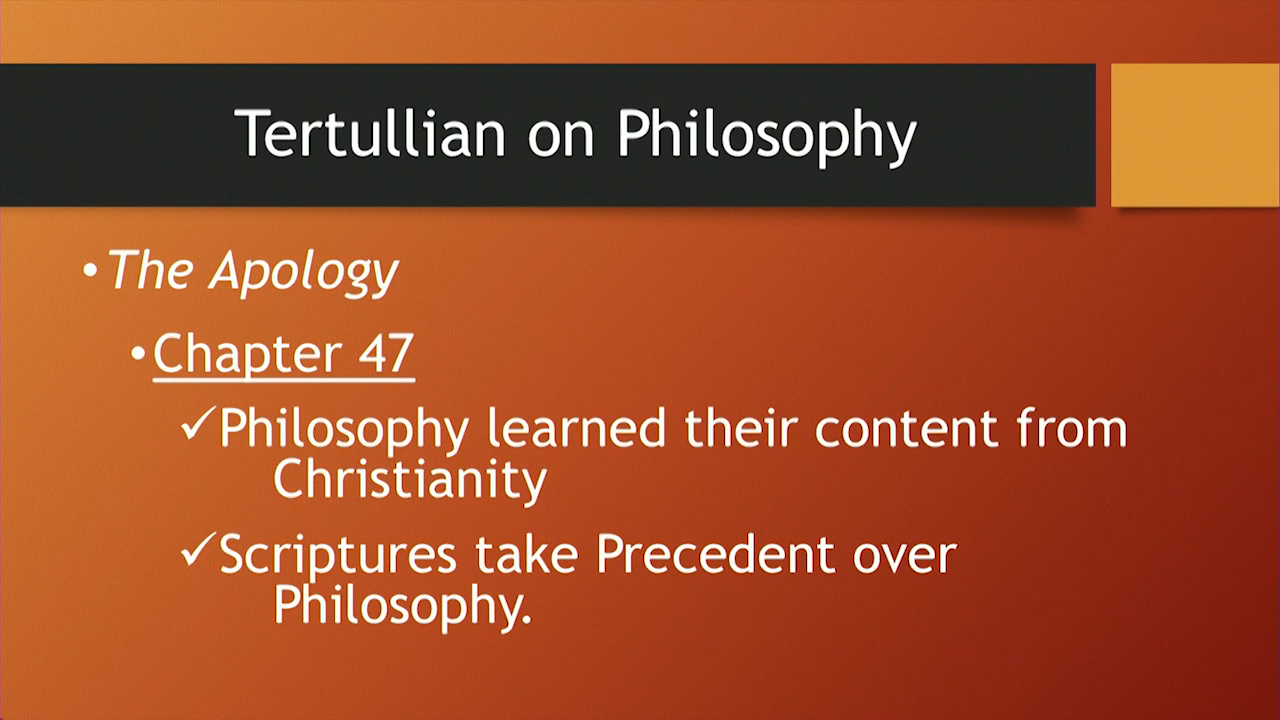 Tertullian on Philosophy
•The Apology
•Chapter 47
✓Philosophy learned their content from
Christianity
✓Scriptures take Precedent over
Philosophy.